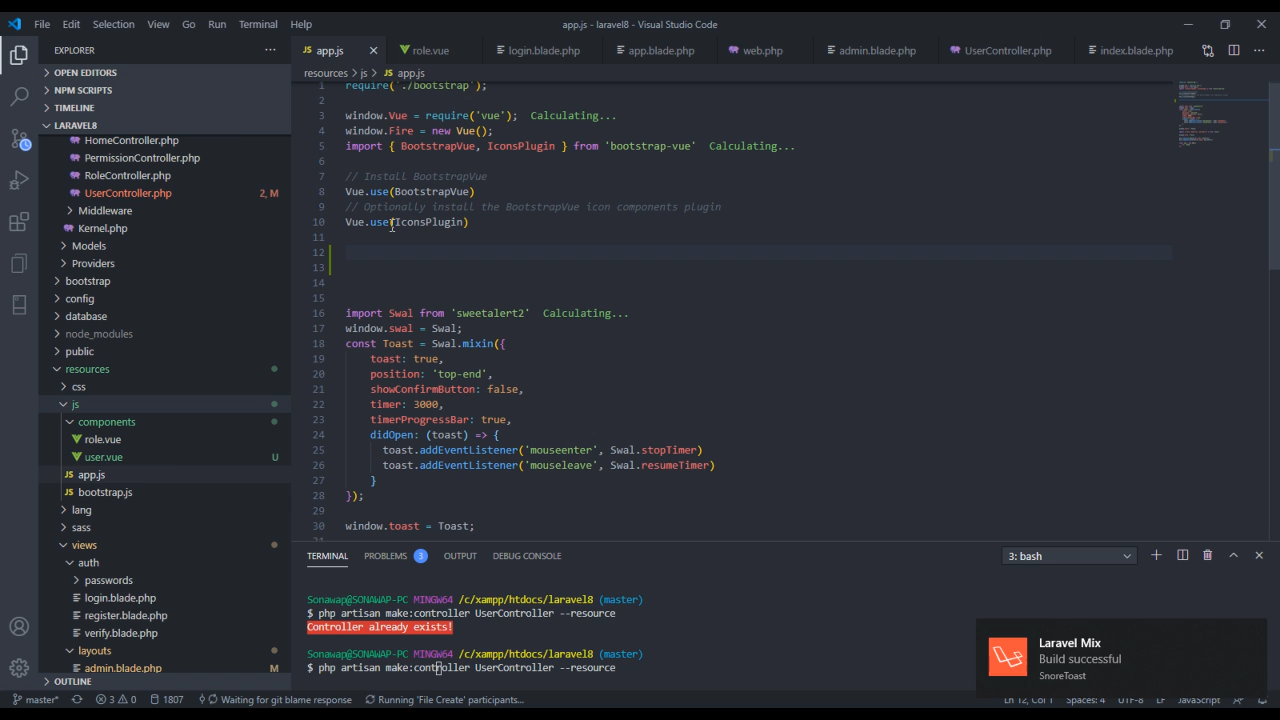 File Edit Selection View Go Run Terminal Help
app.js - laravel8 - Visual Studio Code
EXPLORER
app.js role.vue login.blade.php app.blade.php web.php admin.blade.php UserController.php index.blade.php
OPEN EDITORS
NPM SCRIPTS
TIMELINE
LARAVEL8
HomeController.php
PermissionController.php
RoleController.php
UserController.php 2, M
Middleware
Kernel.php
Models
Providers
bootstrap
config
database
node_modules
public
resources
css
js
components
role.vue
user.vue U
app.js
bootstrap.js
lang
sass
views
auth
passwords
login.blade.php
register.blade.php
verify.blade.php
layouts
admin.blade.php M
OUTLINE
resources > js > JS app.js
1 require('./bootstrap');
2
3 window.Vue = require('vue'); Calculating...
4 window.Fire = new Vue();
5 import { BootstrapVue, IconsPlugin } from 'bootstrap-vue' Calculating...
6
7 // Install BootstrapVue
8 Vue.use(BootstrapVue)
9 // Optionally install the BootstrapVue icon components plugin
10 Vue.use(IconsPlugin)
11
12
13
14
15
16 import Swal from 'sweetalert2' Calculating...
17 window.swal = Swal;
18 const Toast = Swal.mixin({
19 toast: true,
20 position: 'top-end',
21 showConfirmButton: false,
22 timer: 3000,
23 timerProgressBar: true,
24 didOpen: (toast) => {
25 toast.addEventListener('mouseenter', Swal.stopTimer)
26 toast.addEventListener('mouseleave', Swal.resumeTimer)
27 }
28 });
29
30 window.toast = Toast;
TERMINAL PROBLEMS 3 OUTPUT DEBUG CONSOLE 3: bash
Sonawap@SONAWAP-PC MINGW64 /c/xampp/htdocs/laravel8 (master)
$ php artisan make:controller UserController --resource
Controller already exists!
Sonawap@SONAWAP-PC MINGW64 /c/xampp/htdocs/laravel8 (master)
$ php artisan make:controller UserController --resource
Laravel Mix
Build successful
SnoreToast
master* 3 0 1807 Waiting for git blame response Running 'File Create' participants... Ln 12, Col 1 Spaces: 4 UTF-8 LF JavaScript